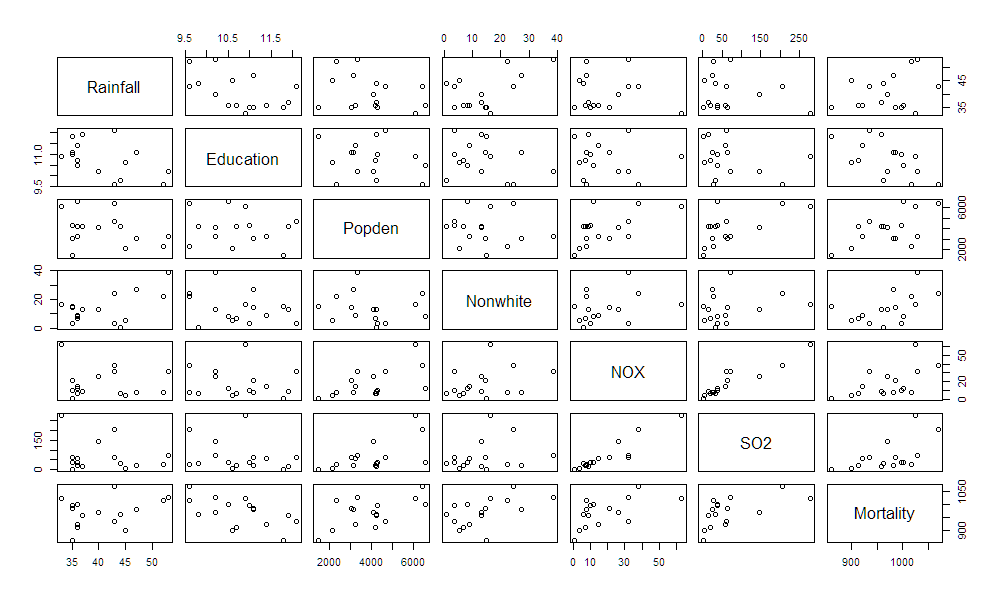 9.5 10.5 11.5 0 10 20 30 40 0 50 150 250
Rainfall 35 45
9.5 11.0 Education
Popden 2000 6000
0 20 40 Nonwhite
NOX 0 20 50
0 150 SO2
Mortality 900 1050
35 40 45 50 2000 4000 6000 0 10 30 50 900 1000